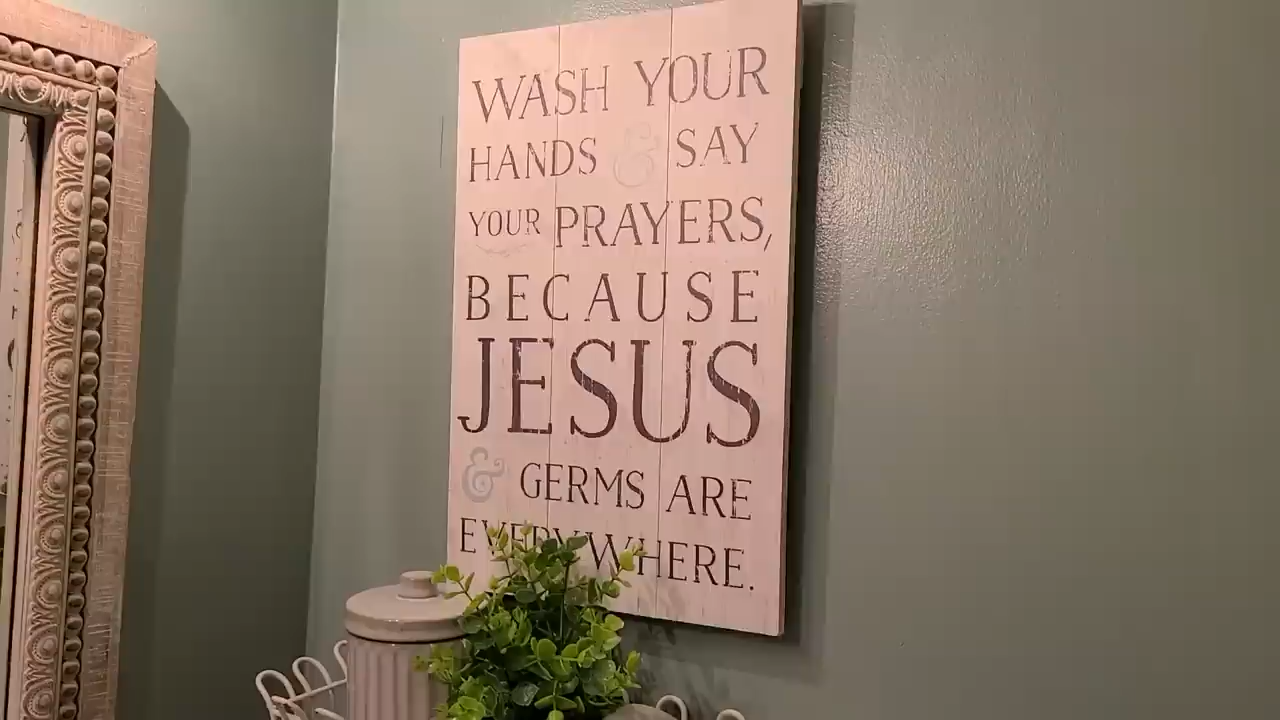 WASH YOUR
HANDS & SAY
YOUR PRAYERS,
BECAUSE
JESUS
& GERMS ARE
EVERYWHERE.